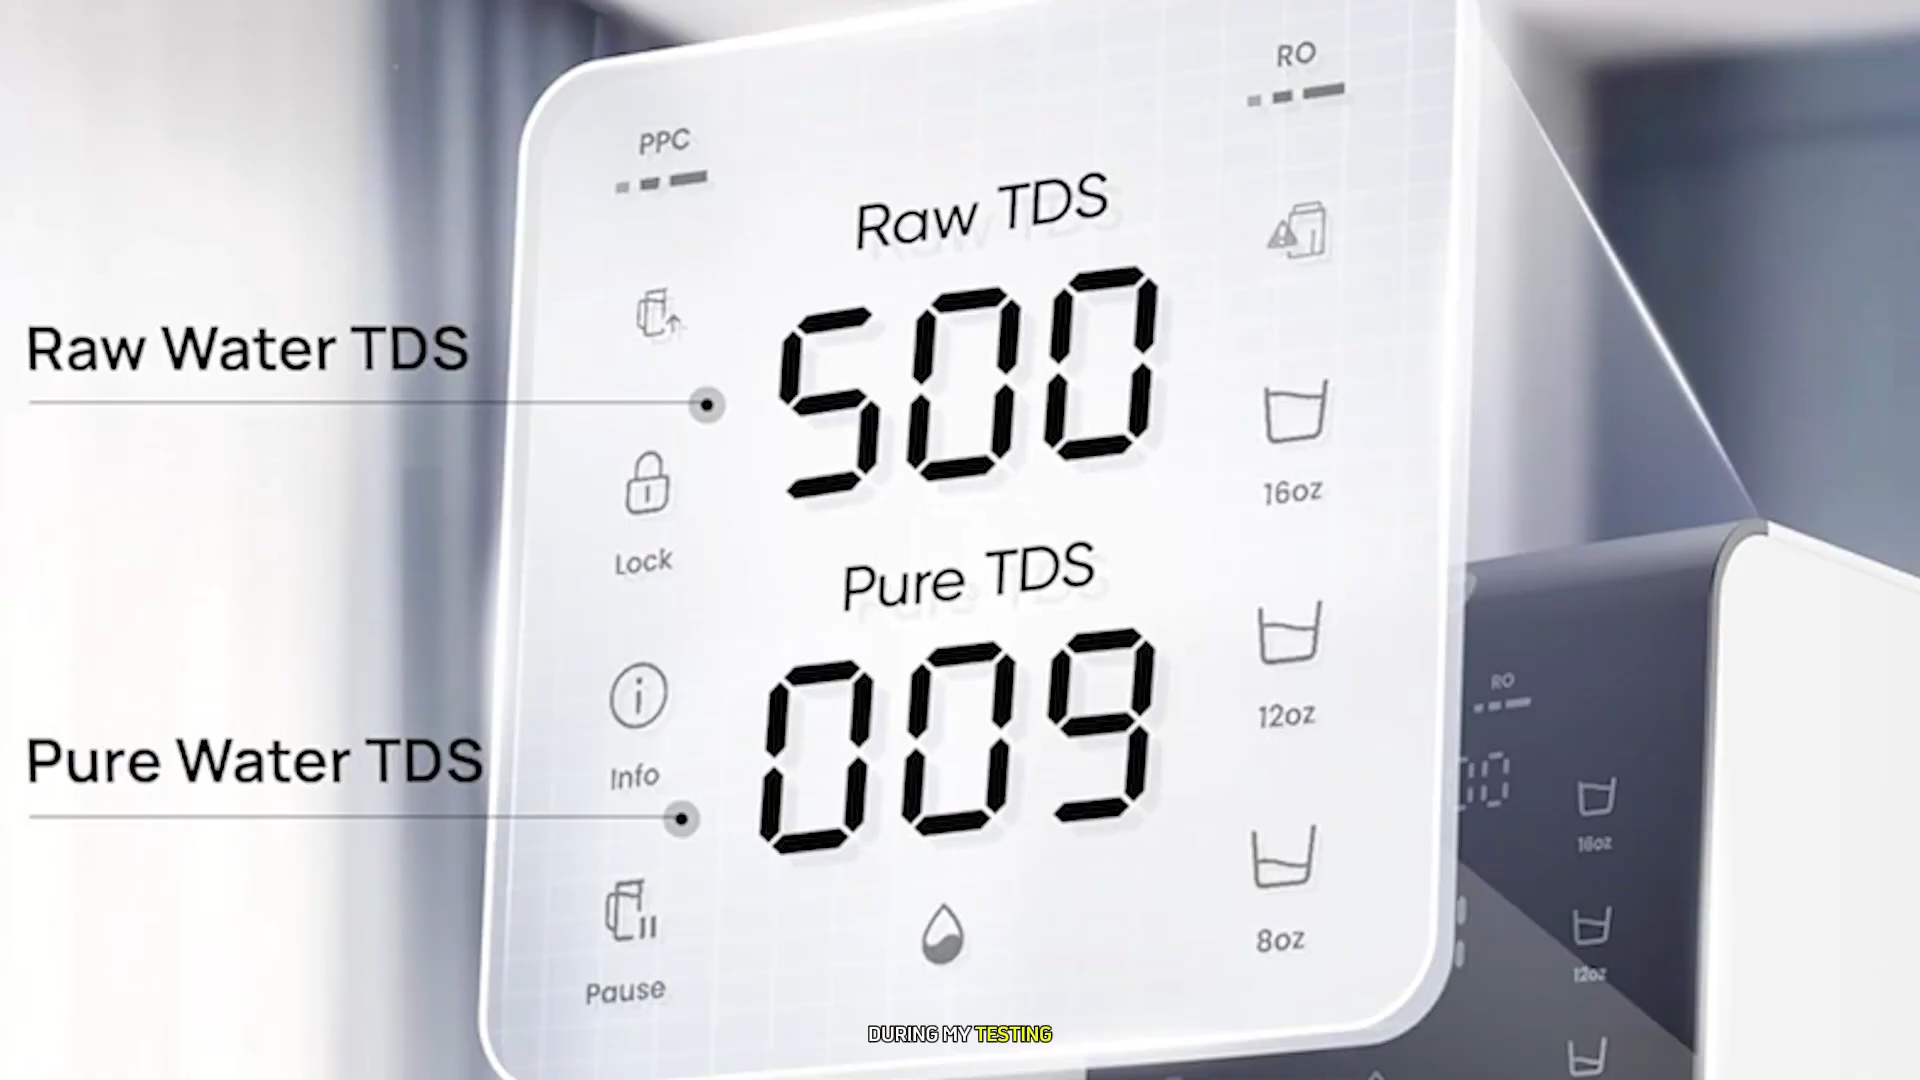 RO
PPC
Raw TDS
500
Raw Water TDS
16oz
Lock
Pure TDS
009
12oz
RO
Pure Water TDS
Info
16oz
8oz
12oz
Pause
DURING MY TESTING